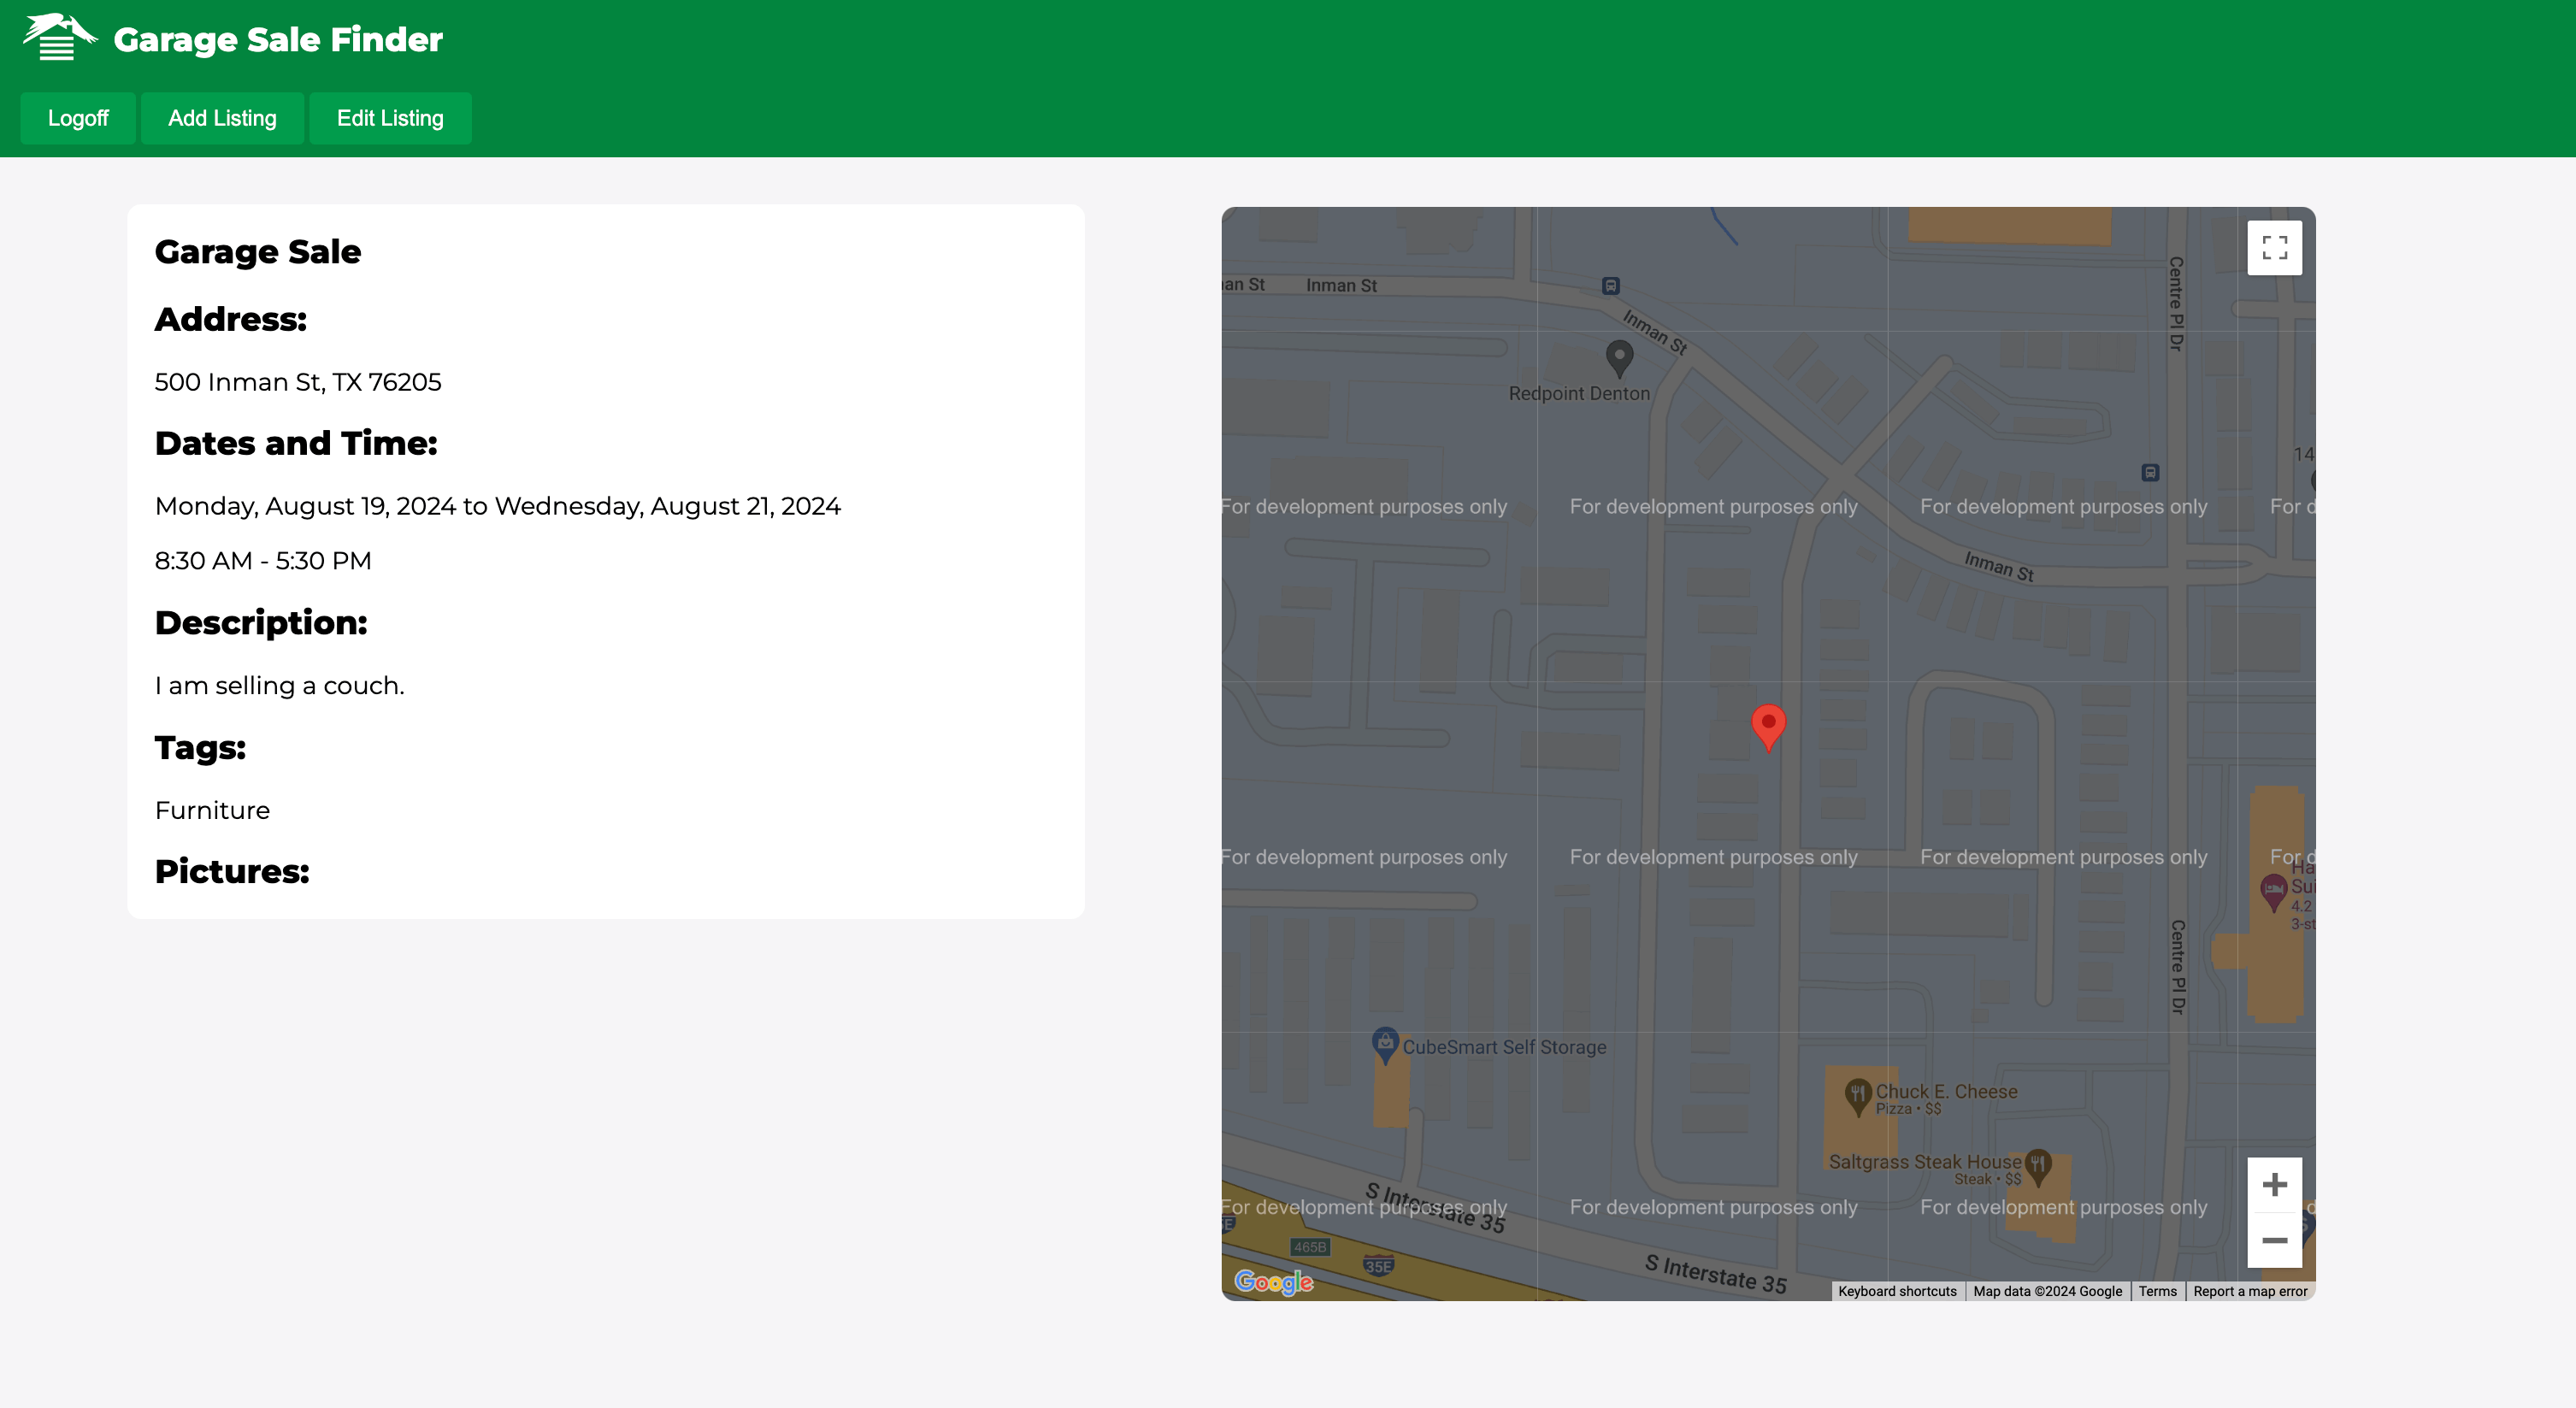 Garage Sale Finder
Logoff
Add Listing
Edit Listing
Garage Sale
Address:
500 Inman St, TX 76205
Dates and Time:
Monday, August 19, 2024 to Wednesday, August 21, 2024
8:30 AM - 5:30 PM
Description:
I am selling a couch.
Tags:
Furniture
Pictures:
Inman St
Centre Pl Dr
Inman St
Redpoint Denton
14
For development purposes only
For development purposes only
For development purposes only
For d
Inman St
For development purposes only
For development purposes only
For development purposes only
For d
4.2
3-st
Centre Pl Dr
CubeSmart Self Storage
Chuck E. Cheese
Pizza • $$
Saltgrass Steak House
Steak • $$
S Interstate 35
For development purposes only
For development purposes only
For development purposes only
465B
35E
S Interstate 35
Google
Keyboard shortcuts
Map data ©2024 Google
Terms
Report a map error